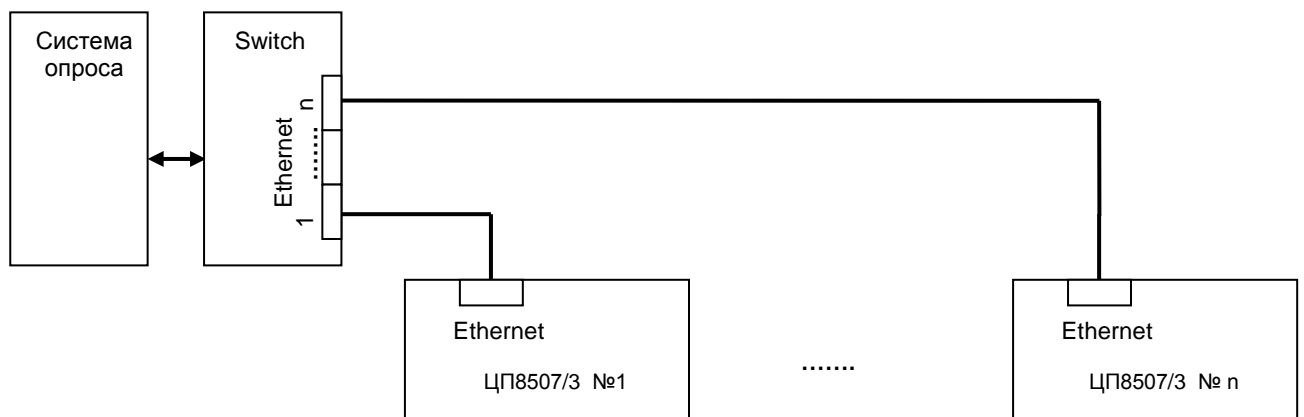 Система
опроса
Switch
Ethernet
n
.......
1
Ethernet
ЦП8507/3 №1
.......
Ethernet
ЦП8507/3 № n